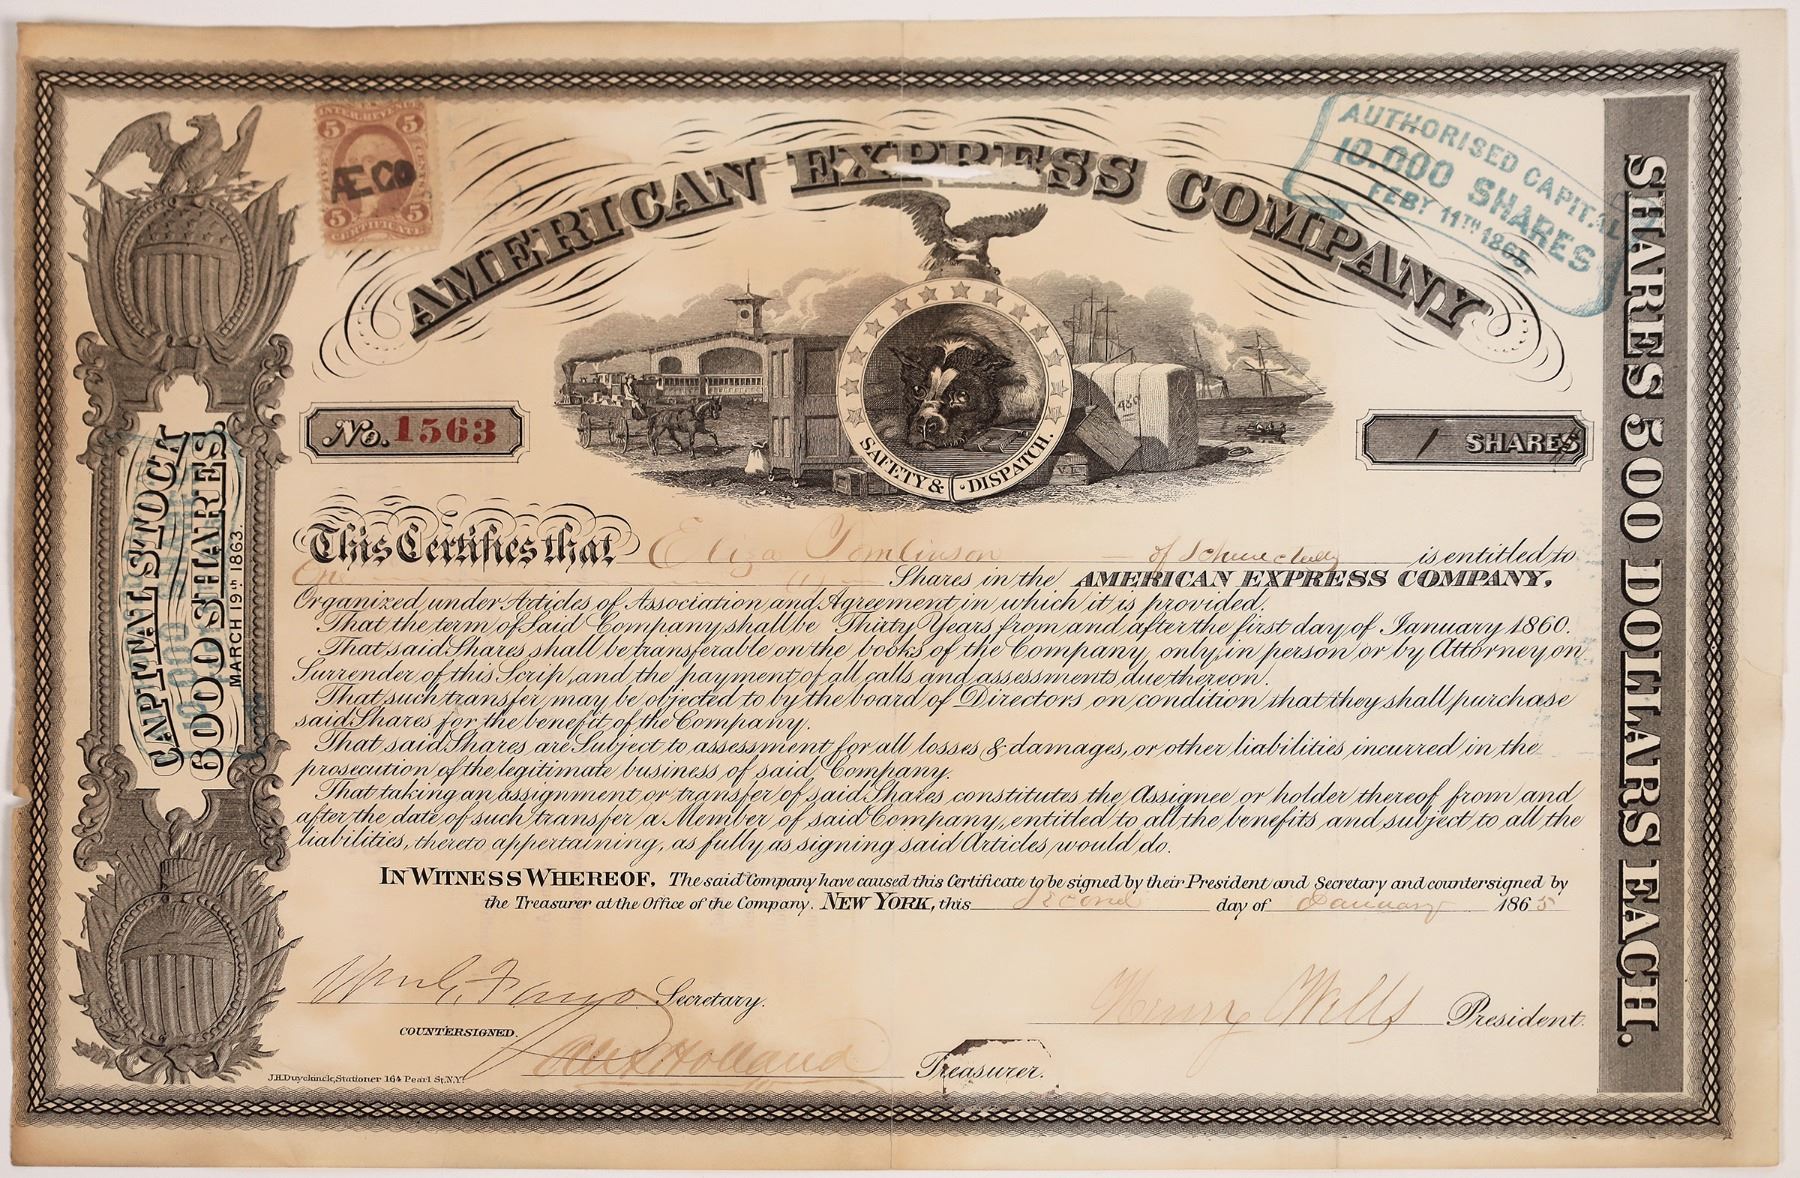 INTER. REVENUE
5 5
FIVE CENTS
ÆCO
5 5
CERTIFICATE
AMERICAN EXPRESS COMPANY
AUTHORISED CAPITAL
10.000 SHARES
FEBY 11TH 1865.
SAFETY & DISPATCH.
480
No. 1563
1 SHARES
CAPITAL STOCK
6000 SHARES.
MARCH 19th 1863.
SHARES 500 DOLLARS EACH.
This Certifies that Eliza Tomlinson of Schenectady is entitled to
One Shares in the AMERICAN EXPRESS COMPANY,
Organized under Articles of Association and Agreement in which it is provided.
That the term of Said Company shall be Thirty Years from and after the first day of January 1860.
That said Shares shall be transferable on the books of the Company, only, in person or by Attorney on
Surrender of this Scrip, and the payment of all calls and assessments due thereon.
That such transfer may be objected to by the board of Directors on condition that they shall purchase
said Shares for the benefit of the Company.
That said Shares are Subject to assessment for all losses & damages, or other liabilities incurred in the
prosecution of the legitimate business of said Company.
That taking an assignment or transfer of said Shares constitutes the Assignee or holder thereof from and
after the date of such transfer a Member of said Company, entitled to all the benefits and subject to all the
liabilities, thereto appertaining, as fully as signing said Articles would do.
IN WITNESS WHEREOF, The said Company have caused this Certificate to be signed by their President and Secretary and countersigned by
the Treasurer at the Office of the Company. NEW YORK, this Second day of January 1865
Wm G. Fargo Secretary.
Henry Wells President.
COUNTERSIGNED.
Alex Holland Treasurer.
J.H.Duyckinck, Stationer 164 Pearl St. N.Y.